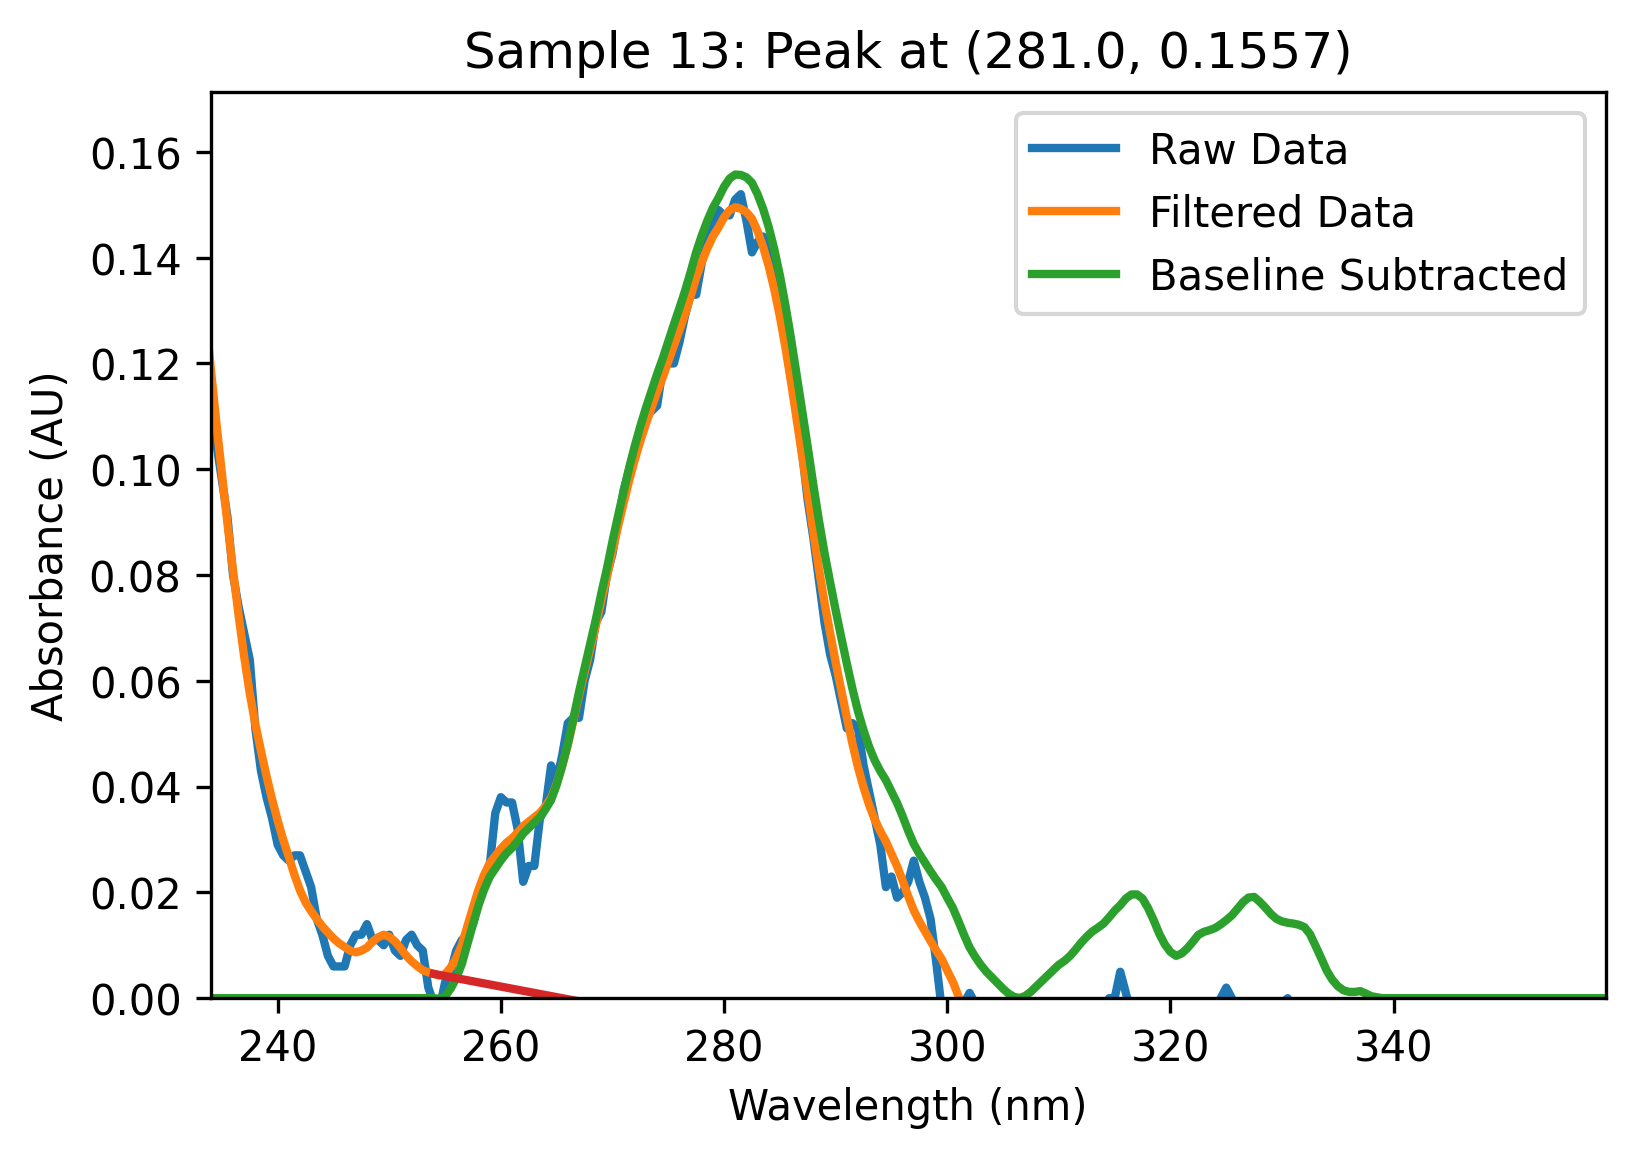 Sample 13: Peak at (281.0, 0.1557)
Raw Data
Filtered Data
Baseline Subtracted
Absorbance (AU)
0.16
0.14
0.12
0.10
0.08
0.06
0.04
0.02
0.00
240 260 280 300 320 340
Wavelength (nm)